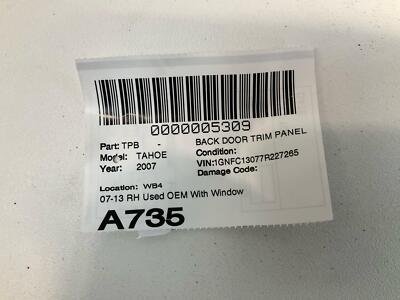 0000005309
Part: TPB - BACK DOOR TRIM PANEL
Model: TAHOE Condition:
Year: 2007 VIN:1GNFC13077R227265
Damage Code:
Location: WB4
07-13 RH Used OEM With Window
A735